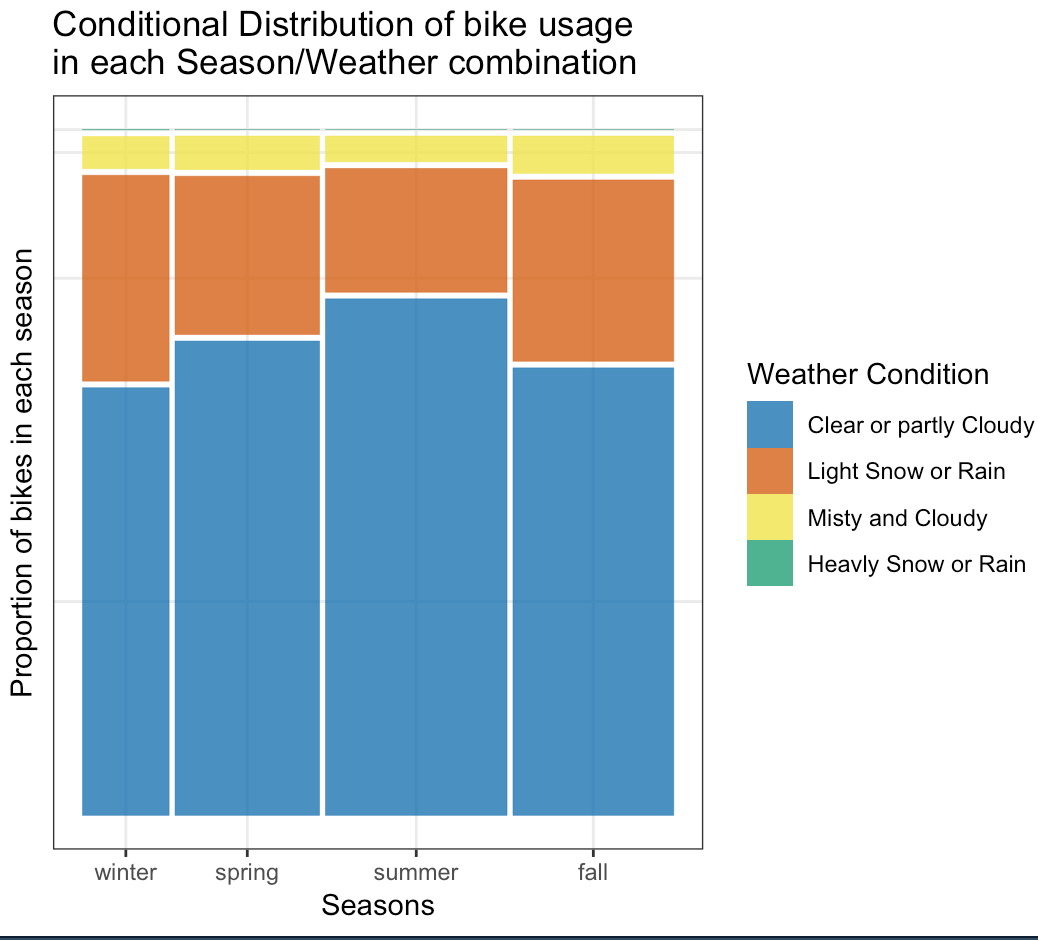 Conditional Distribution of bike usage
in each Season/Weather combination
Proportion of bikes in each season
winter
spring
summer
fall
Seasons
Weather Condition
Clear or partly Cloudy
Light Snow or Rain
Misty and Cloudy
Heavly Snow or Rain